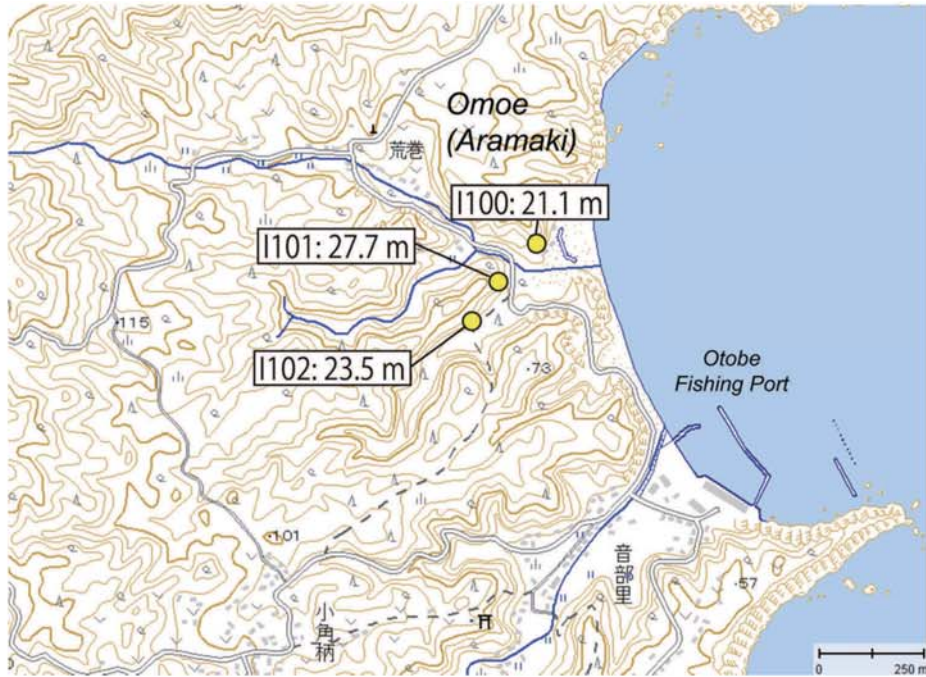 Omoe
(Aramaki)
荒巻
I100: 21.1 m
I101: 27.7 m
I102: 23.5 m
·115
·73
Otobe
Fishing Port
·101
音部里
·57
小角柄
0 250 m